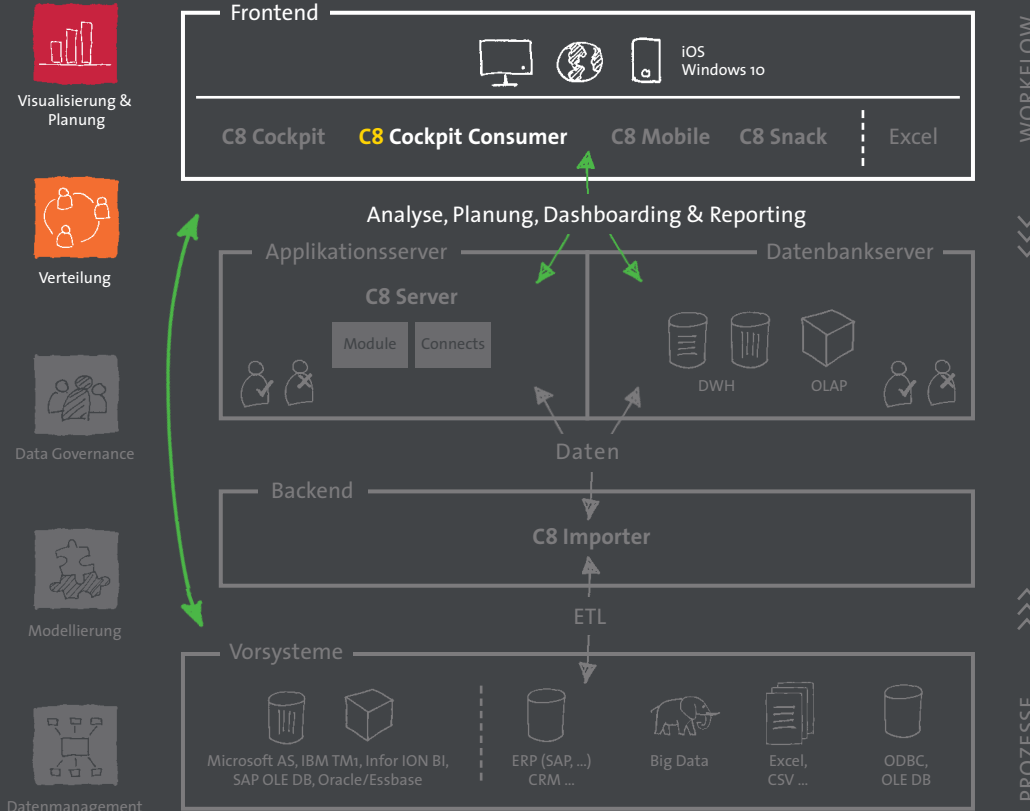 Frontend
iOS
Windows 10
C8 Cockpit
C8 Cockpit Consumer
C8 Mobile
C8 Snack
Excel
Analyse, Planung, Dashboarding & Reporting
Applikationsserver
Datenbankserver
C8 Server
Module
Connects
DWH
OLAP
Daten
Backend
C8 Importer
ETL
Vorsysteme
Microsoft AS, IBM TM1, Infor ION BI,
SAP OLE DB, Oracle/Essbase
ERP (SAP, ...)
CRM ...
Big Data
Excel,
CSV ...
ODBC,
OLE DB
Visualisierung &
Planung
Verteilung
Data Governance
Modellierung
Datenmanagement
WORKFLOW
PROZESSE